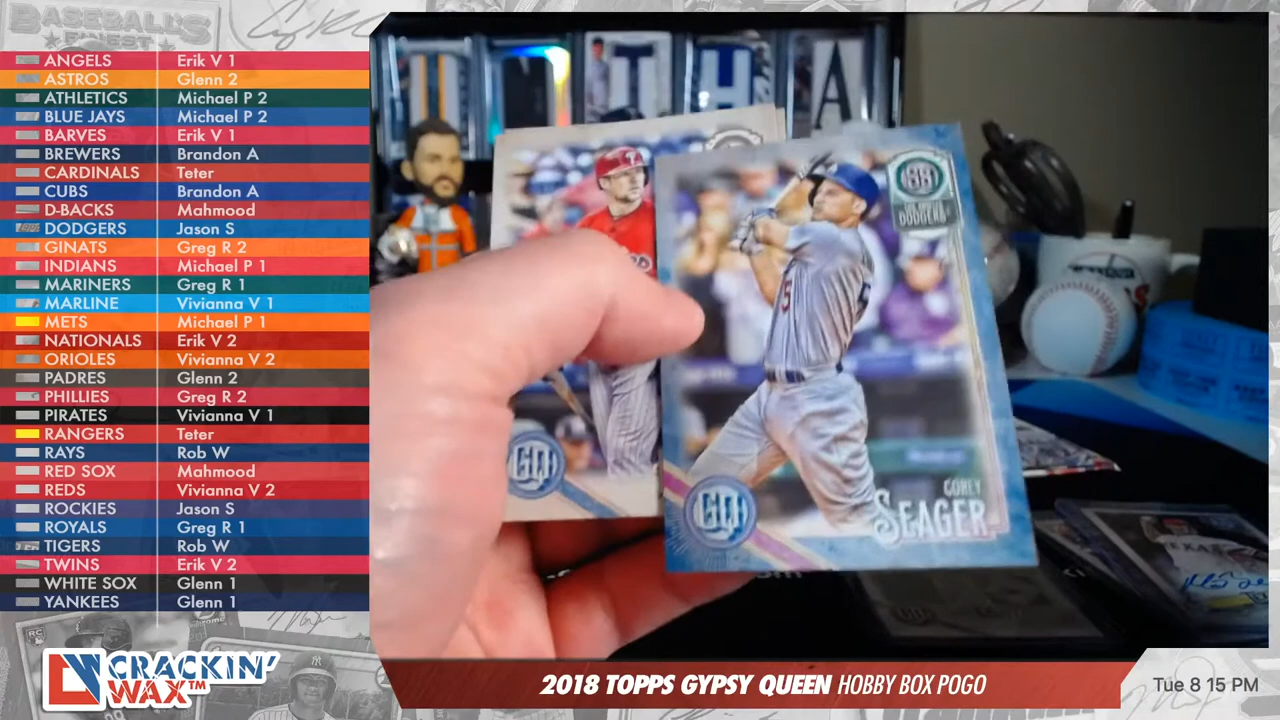 BASEBALL'S
FINEST
ANGELS Erik V 1
ASTROS Glenn 2
ATHLETICS Michael P 2
BLUE JAYS Michael P 2
BARVES Erik V 1
BREWERS Brandon A
CARDINALS Teter
CUBS Brandon A
D-BACKS Mahmood
DODGERS Jason S
GINATS Greg R 2
INDIANS Michael P 1
MARINERS Greg R 1
MARLINE Vivianna V 1
METS Michael P 1
NATIONALS Erik V 2
ORIOLES Vivianna V 2
PADRES Glenn 2
PHILLIES Greg R 2
PIRATES Vivianna V 1
RANGERS Teter
RAYS Rob W
RED SOX Mahmood
REDS Vivianna V 2
ROCKIES Jason S
ROYALS Greg R 1
TIGERS Rob W
TWINS Erik V 2
WHITE SOX Glenn 1
YANKEES Glenn 1
RC
CRACKIN'
WAX™
T H A
DODGERS
5
GQ
GQ
COREY
SEAGER
2018 TOPPS GYPSY QUEEN HOBBY BOX POGO
Tue 8 15 PM